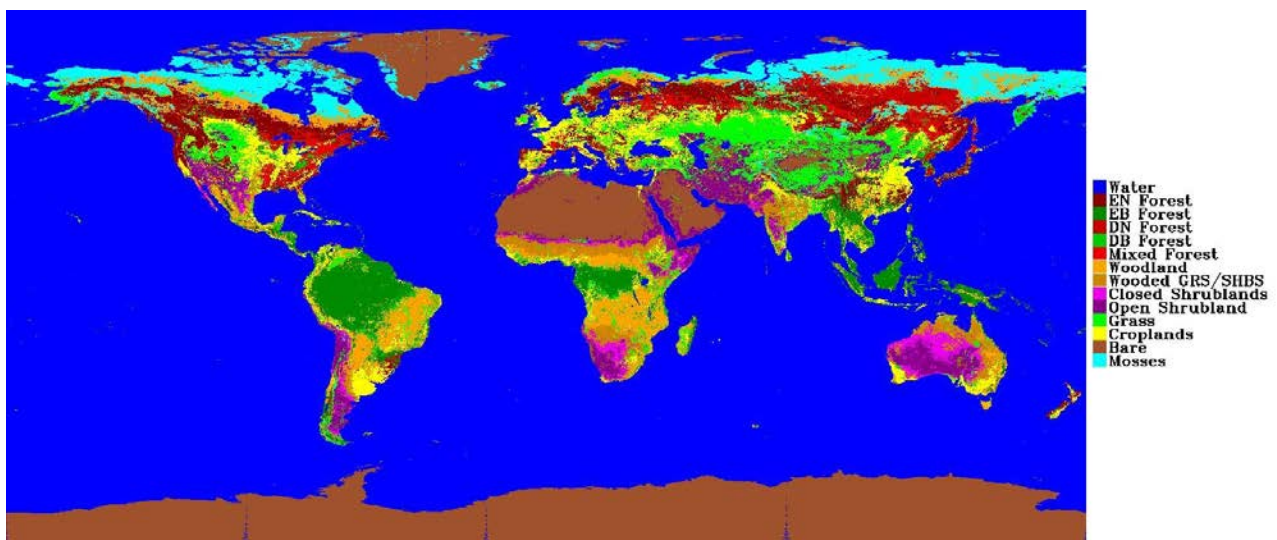 Water
EN Forest
EB Forest
DN Forest
DB Forest
Mixed Forest
Woodland
Wooded GRS/SHBS
Closed Shrublands
Open Shrubland
Grass
Croplands
Bare
Mosses